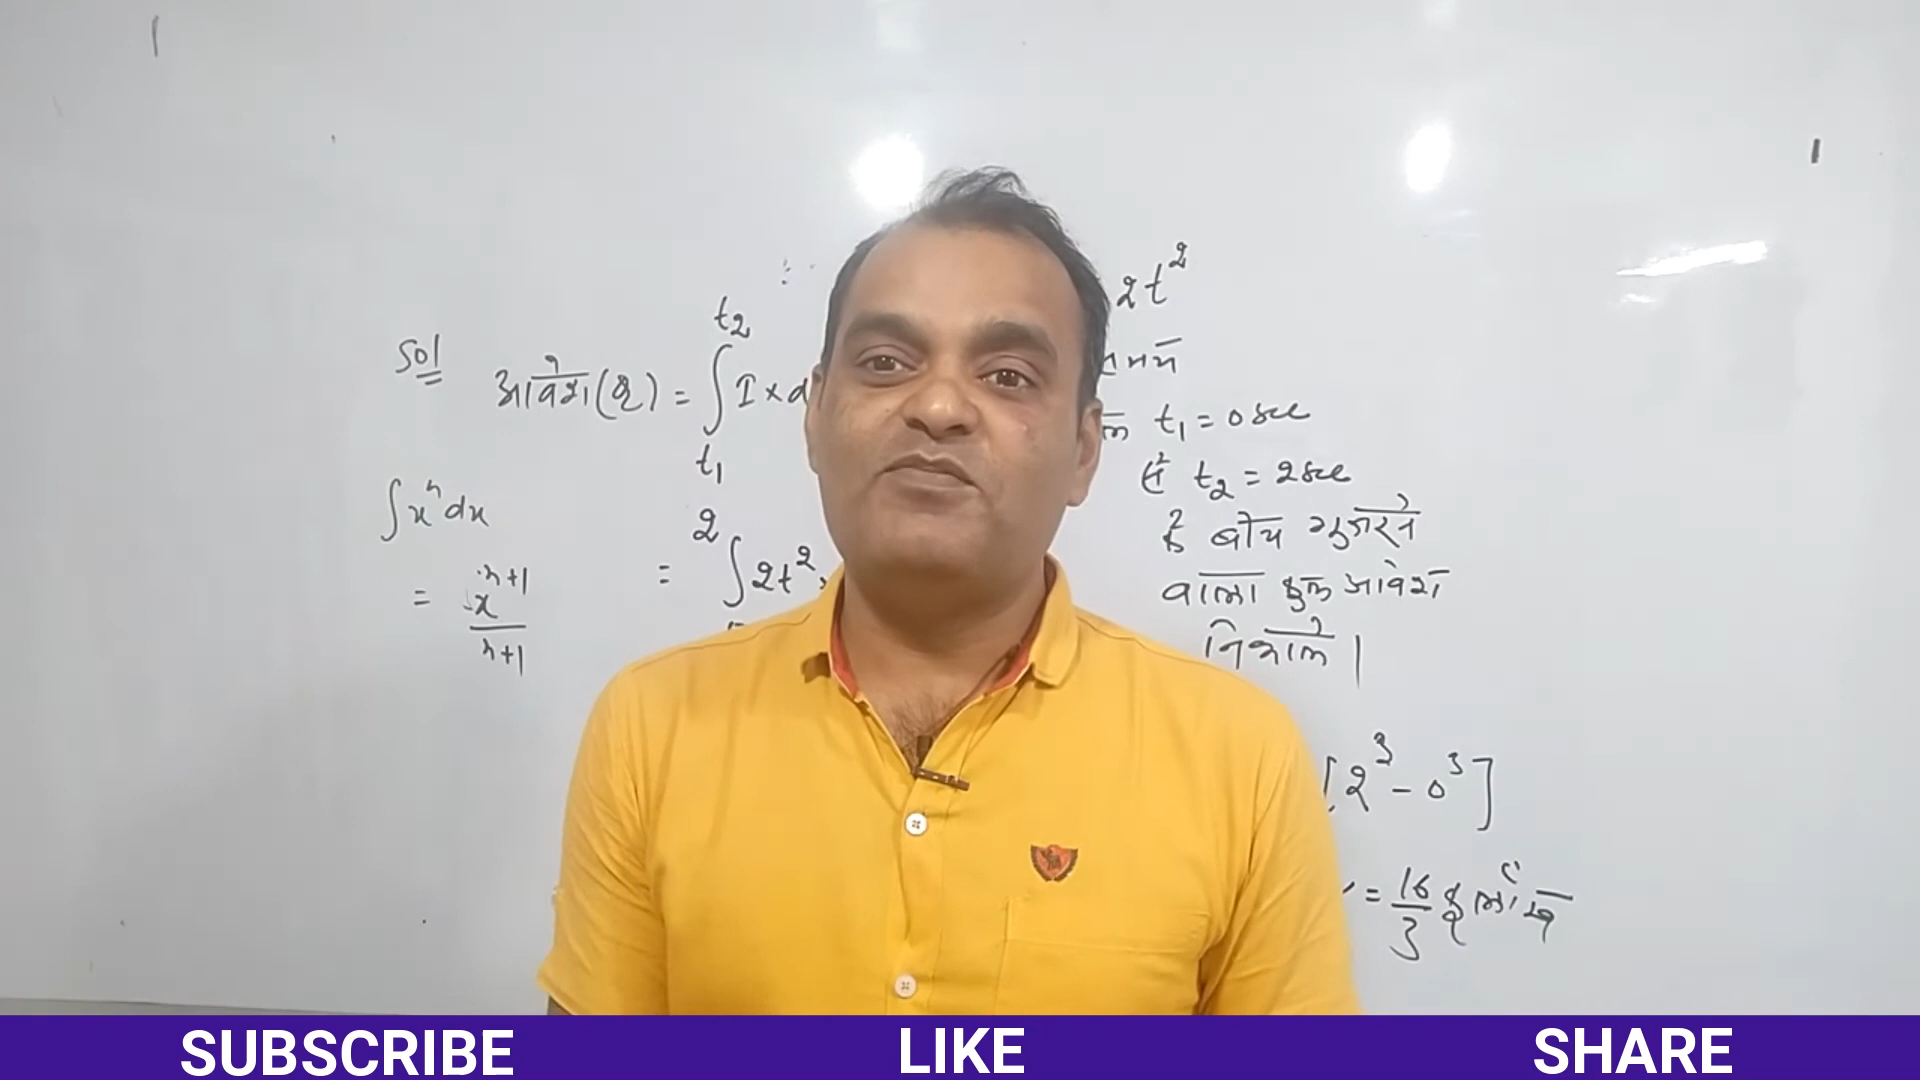 2t²
Sol
t₂
आवेश(q) = ∫ I × d
t₁
समय
t₁ = 0 sec
से t₂ = 2 sec
के बीच गुजरने
वाला कुल आवेश
निकाले |
∫xⁿ dx
= xⁿ⁺¹
n+1
2
= ∫ 2t²
[2³ - 0³]
= 16/3 कुलॉम्ब
SUBSCRIBE LIKE SHARE